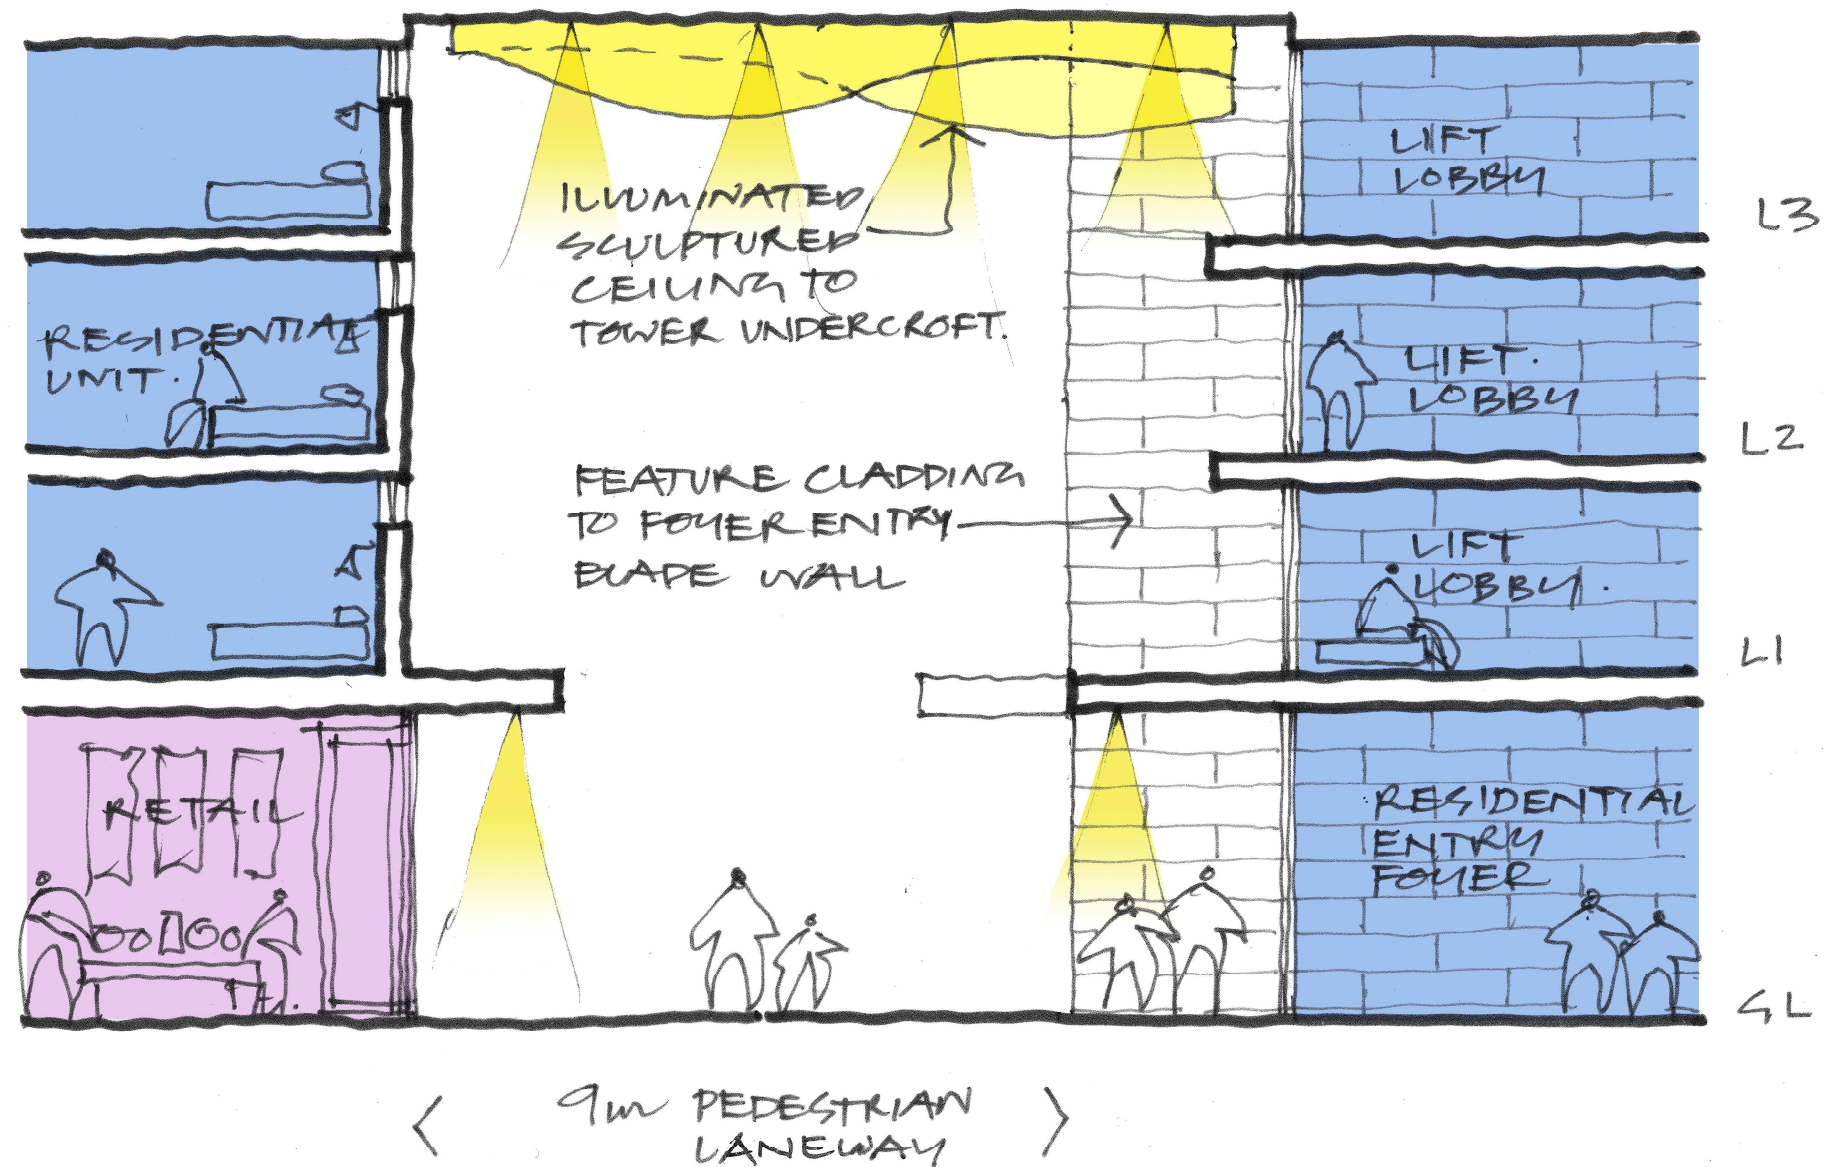 ILLUMINATED
SCULPTURED
CEILING TO
TOWER UNDERCROFT.
LIFT
LOBBY
L3
RESIDENTIAL
UNIT.
LIFT.
LOBBY
L2
FEATURE CLADDING
TO FOYER ENTRY
BLADE WALL
LIFT
LOBBY.
L1
RETAIL
RESIDENTIAL
ENTRY
FOYER
GL
9m PEDESTRIAN
LANEWAY